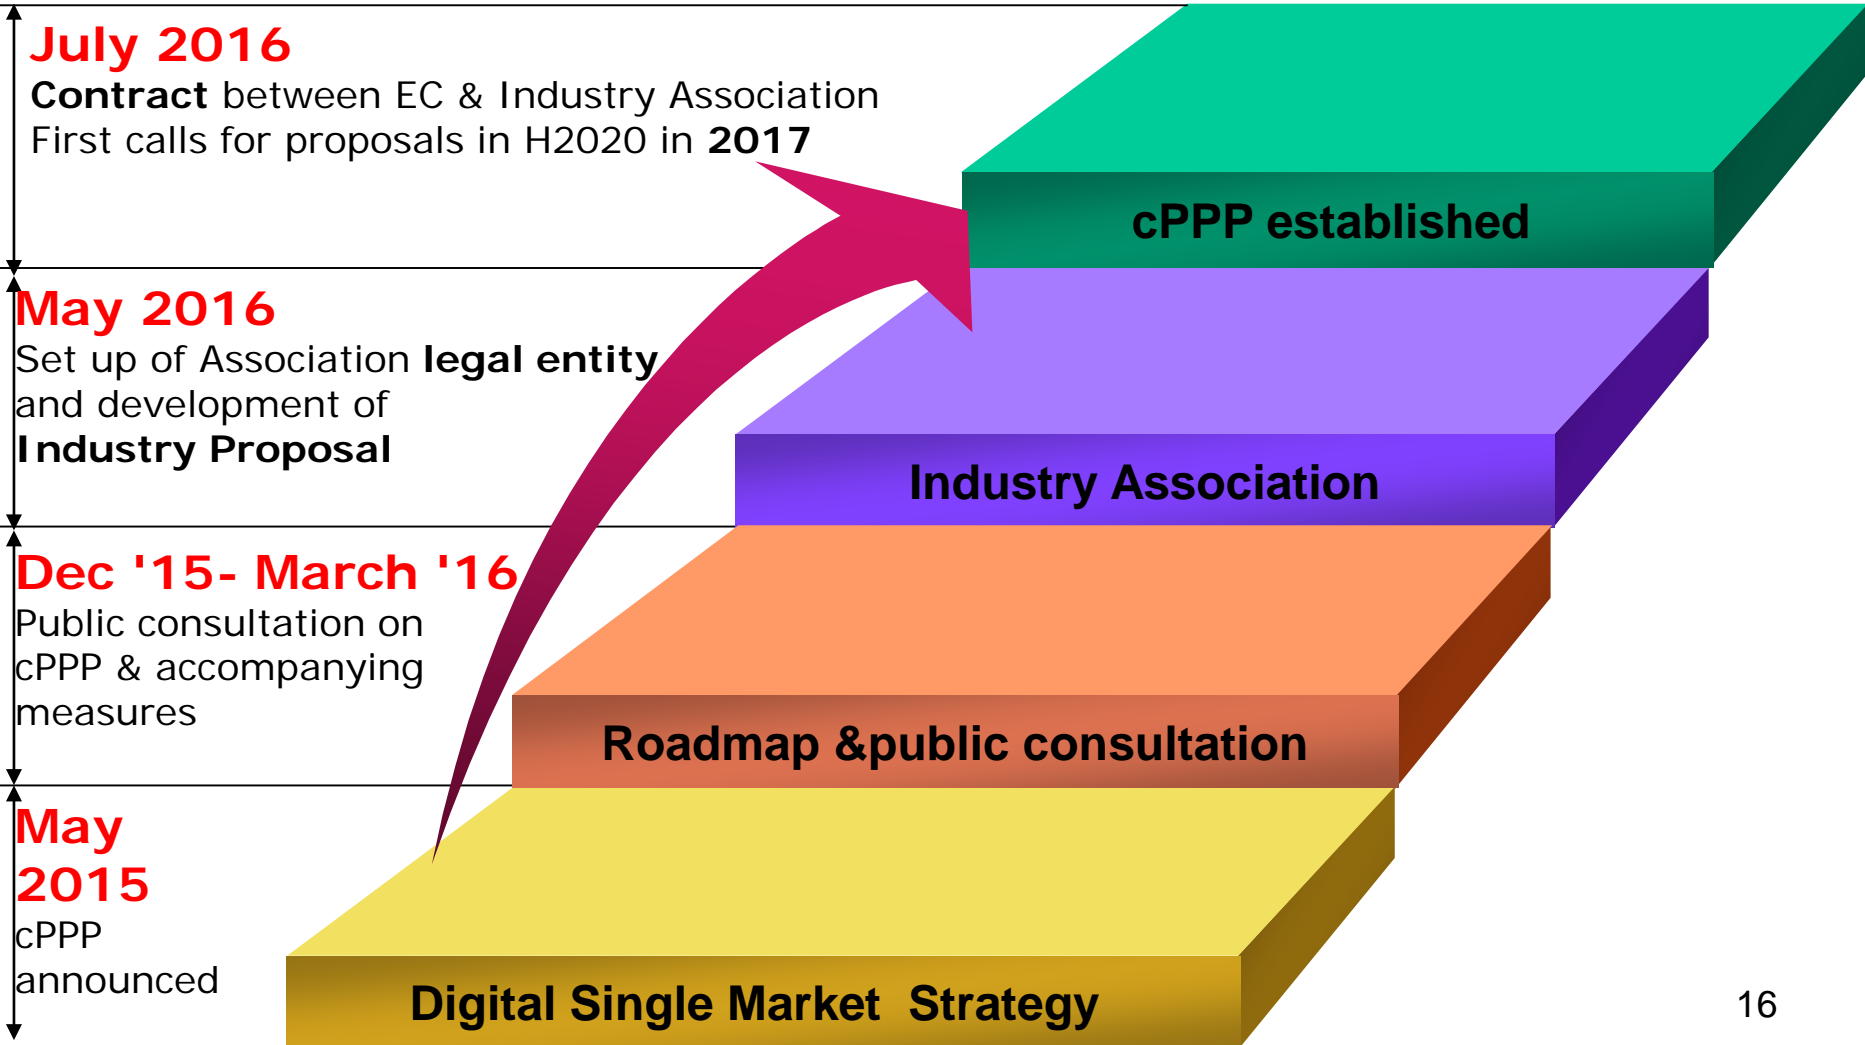 July 2016
Contract between EC & Industry Association
First calls for proposals in H2020 in 2017
cPPP established
May 2016
Set up of Association legal entity
and development of
Industry Proposal
Industry Association
Dec '15- March '16
Public consultation on
cPPP & accompanying
measures
Roadmap &public consultation
May
2015
cPPP
announced
Digital Single Market  Strategy
16